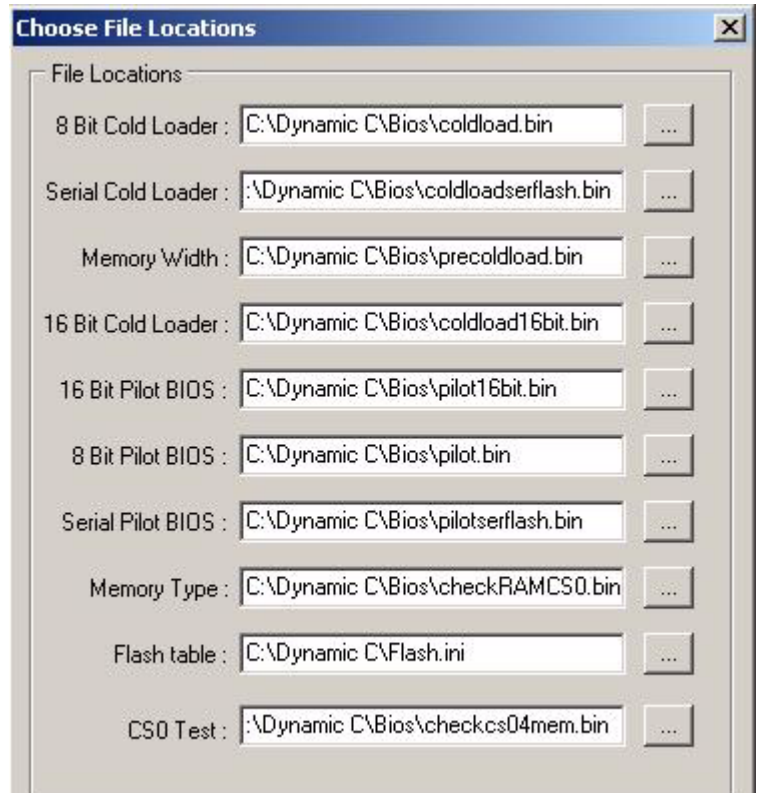 Choose File Locations
File Locations
8 Bit Cold Loader : C:\Dynamic C\Bios\coldload.bin ...
Serial Cold Loader : :\Dynamic C\Bios\coldloadserflash.bin ...
Memory Width : C:\Dynamic C\Bios\precoldload.bin ...
16 Bit Cold Loader : C:\Dynamic C\Bios\coldload16bit.bin ...
16 Bit Pilot BIOS : C:\Dynamic C\Bios\pilot16bit.bin ...
8 Bit Pilot BIOS : C:\Dynamic C\Bios\pilot.bin ...
Serial Pilot BIOS : C:\Dynamic C\Bios\pilotserflash.bin ...
Memory Type : C:\Dynamic C\Bios\checkRAMCS0.bin ...
Flash table : C:\Dynamic C\Flash.ini ...
CS0 Test : :\Dynamic C\Bios\checkcs04mem.bin ...